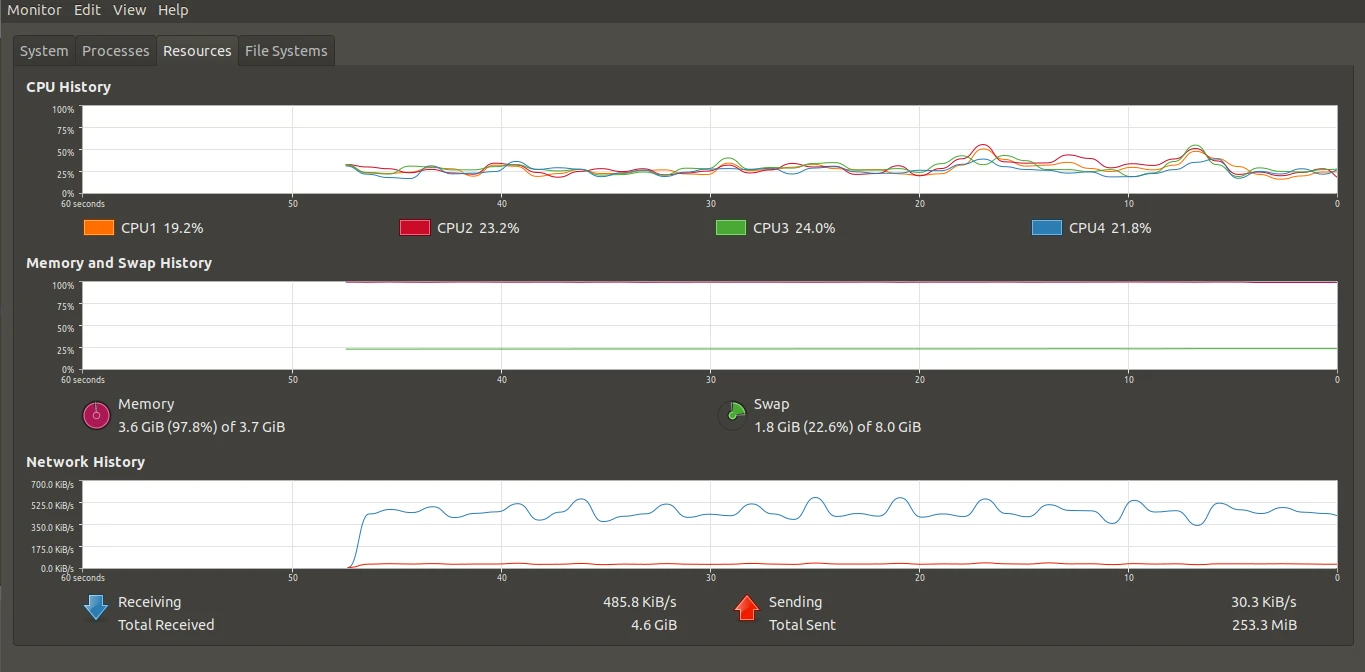 Monitor Edit View Help
System Processes Resources File Systems
CPU History
100%
75%
50%
25%
0%
60 seconds 50 40 30 20 10 0
CPU1 19.2% CPU2 23.2% CPU3 24.0% CPU4 21.8%
Memory and Swap History
100%
75%
50%
25%
0%
60 seconds 50 40 30 20 10 0
Memory Swap
3.6 GiB (97.8%) of 3.7 GiB 1.8 GiB (22.6%) of 8.0 GiB
Network History
700.0 KiB/s
525.0 KiB/s
350.0 KiB/s
175.0 KiB/s
0.0 KiB/s
60 seconds 50 40 30 20 10 0
Receiving 485.8 KiB/s Sending 30.3 KiB/s
Total Received 4.6 GiB Total Sent 253.3 MiB